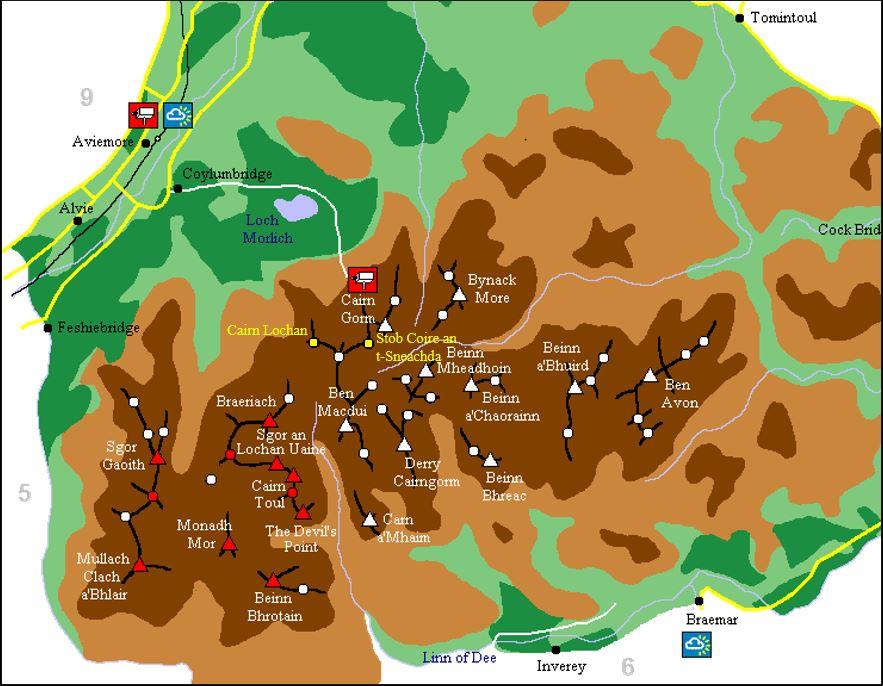 Tomintoul
9
Aviemore
Coylumbridge
Alvie
Loch
Morlich
Cock Brid
Cairn
Gorm
Bynack
More
Feshiebridge
Cairn Lochan
Stob Coire an
t-Sneachda
Beinn
Mheadhoin
Beinn
a'Bhuird
Beinn
a'Chaorainn
Ben
Avon
Braeriach
Ben
Macdui
Sgor an
Lochan Uaine
Sgor
Gaoith
Derry
Cairngorm
Beinn
Bhreac
Cairn
Toul
5
Monadh
Mor
The Devil's
Point
Carn
a'Mhaim
Mullach
Clach
a'Bhlair
Beinn
Bhrotain
Braemar
Linn of Dee
Inverey
6